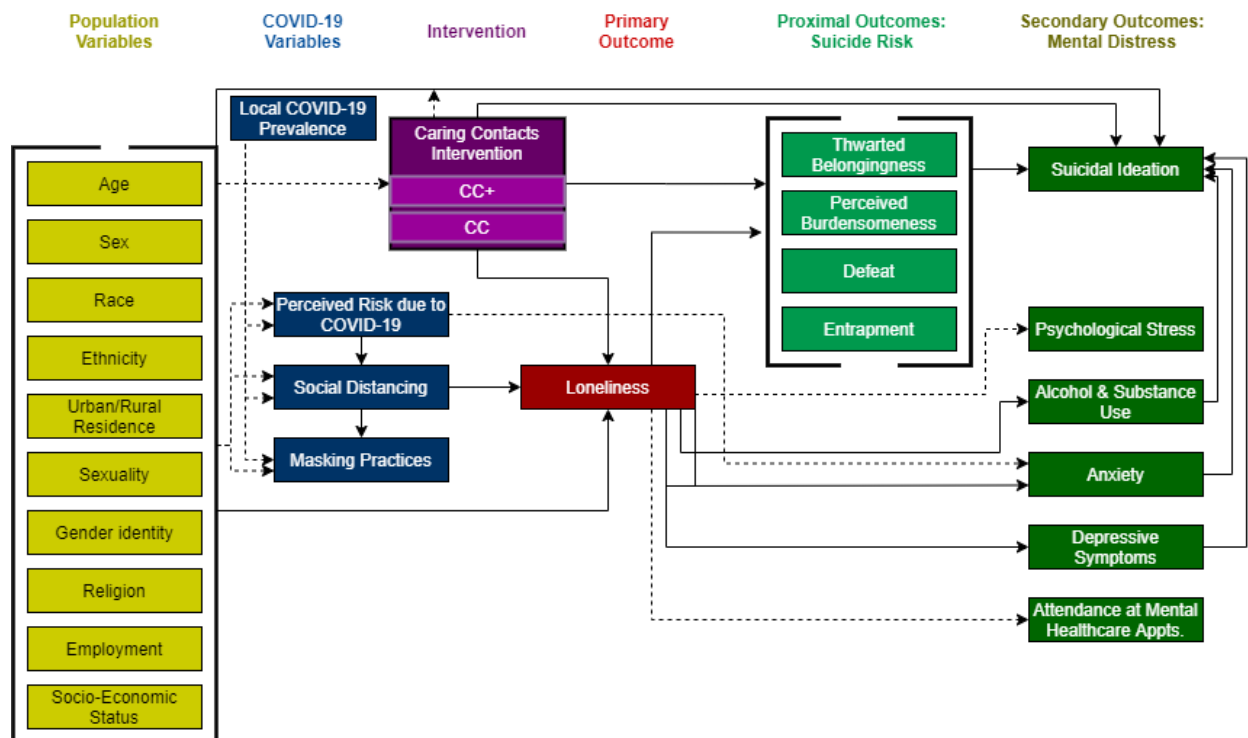 Population
Variables
COVID-19
Variables
Intervention
Primary
Outcome
Proximal Outcomes:
Suicide Risk
Secondary Outcomes:
Mental Distress
Age
Sex
Race
Ethnicity
Urban/Rural
Residence
Sexuality
Gender identity
Religion
Employment
Socio-Economic
Status
Local COVID-19
Prevalence
Perceived Risk due to
COVID-19
Social Distancing
Masking Practices
Caring Contacts
Intervention
CC+
CC
Loneliness
Thwarted
Belongingness
Perceived
Burdensomeness
Defeat
Entrapment
Suicidal Ideation
Psychological Stress
Alcohol & Substance
Use
Anxiety
Depressive
Symptoms
Attendance at Mental
Healthcare Appts.